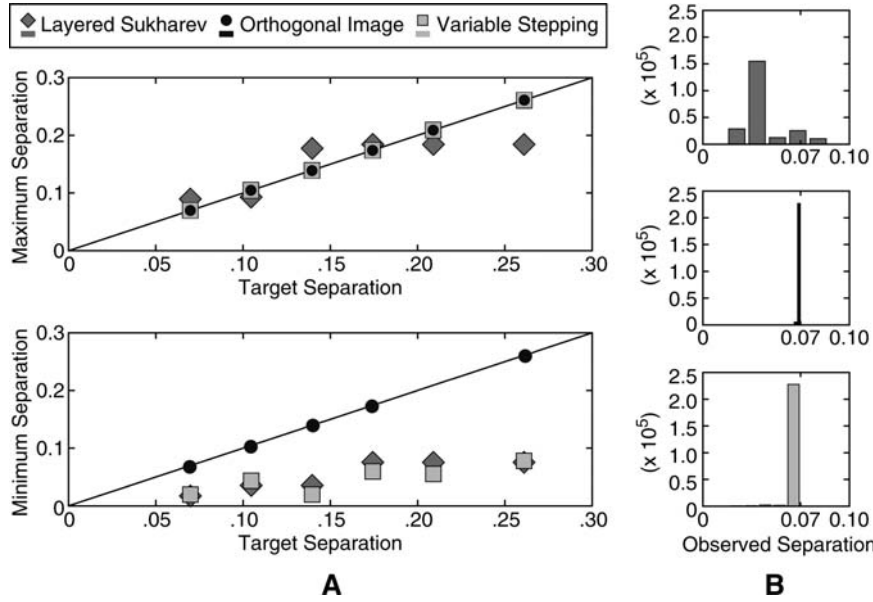 Layered Sukharev Orthogonal Image Variable Stepping
Maximum Separation
0.3
0.2
0.1
0
0 .05 .10 .15 .20 .25 .30
Target Separation
Minimum Separation
0.3
0.2
0.1
0
0 .05 .10 .15 .20 .25 .30
Target Separation
A
(x 10⁵)
2.5
2.0
1.5
1.0
0.5
0
0 0.07 0.10
(x 10⁵)
2.5
2.0
1.5
1.0
0.5
0
0 0.07 0.10
(x 10⁵)
2.5
2.0
1.5
1.0
0.5
0
0 0.07 0.10
Observed Separation
B